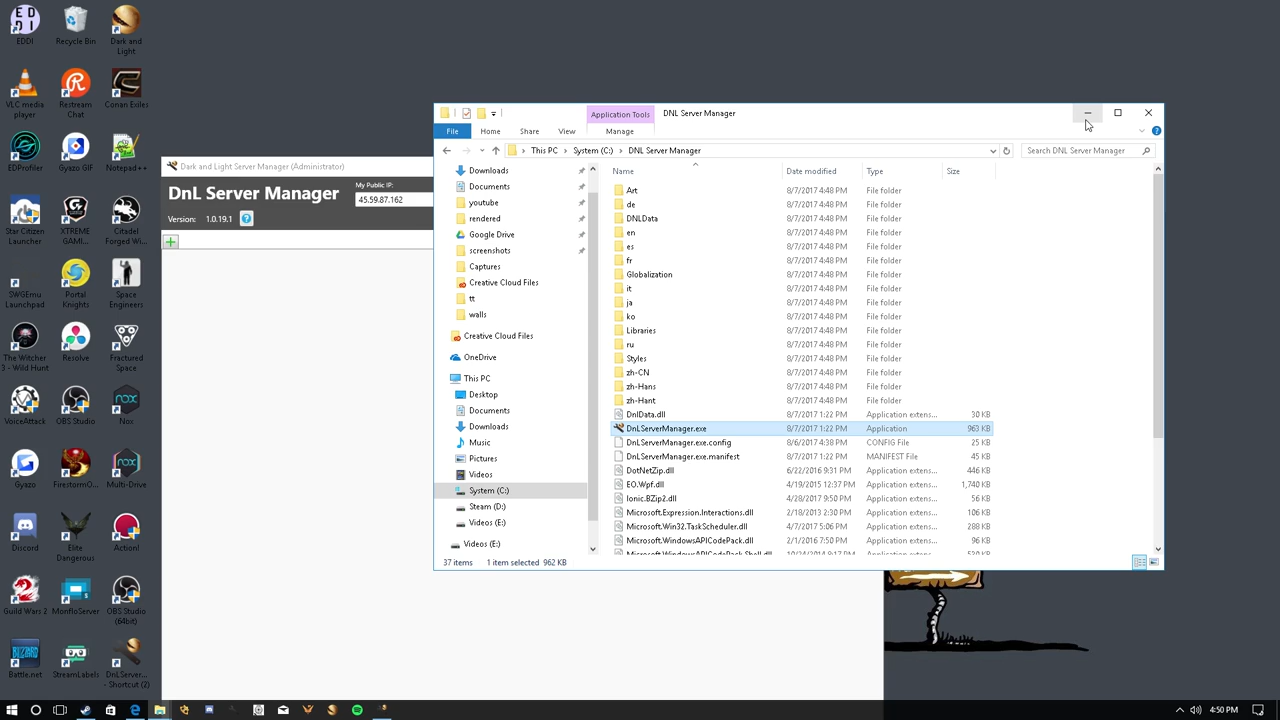 EDDI
Recycle Bin
Dark and Light
VLC media player
Restream Chat
Conan Exiles
EDProfiler
Gyazo GIF
Notepad++
Star Citizen Launcher
XTREME GAMI...
Citadel Forged Wi...
SWGEmu Launchpad
Portal Knights
Space Engineers
The Witcher 3 - Wild Hunt
Resolve
Fractured Space
VoiceAttack
OBS Studio
Nox
Gyazo
FirestormO...
Multi-Drive
Discord
Elite Dangerous
Action!
Guild Wars 2
MonfloServer
OBS Studio (64bit)
Battle.net
StreamLabels
DnLServer... - Shortcut (2)
Dark and Light Server Manager (Administrator)
DnL Server Manager
My Public IP:
45.59.87.162
Version: 1.0.19.1
Application Tools
DNL Server Manager
File Home Share View Manage
This PC > System (C:) > DNL Server Manager
Search DNL Server Manager
Downloads
Documents
youtube
rendered
Google Drive
screenshots
Captures
Creative Cloud Files
tt
walls
Creative Cloud Files
OneDrive
This PC
Desktop
Documents
Downloads
Music
Pictures
Videos
System (C:)
Steam (D:)
Videos (E:)
Videos (E:)
Name Date modified Type Size
Art 8/7/2017 4:48 PM File folder
de 8/7/2017 4:48 PM File folder
DNLData 8/7/2017 4:48 PM File folder
en 8/7/2017 4:48 PM File folder
es 8/7/2017 4:48 PM File folder
fr 8/7/2017 4:48 PM File folder
Globalization 8/7/2017 4:48 PM File folder
it 8/7/2017 4:48 PM File folder
ja 8/7/2017 4:48 PM File folder
ko 8/7/2017 4:48 PM File folder
Libraries 8/7/2017 4:48 PM File folder
ru 8/7/2017 4:48 PM File folder
Styles 8/7/2017 4:48 PM File folder
zh-CN 8/7/2017 4:48 PM File folder
zh-Hans 8/7/2017 4:48 PM File folder
zh-Hant 8/7/2017 4:48 PM File folder
DnlData.dll 8/7/2017 1:22 PM Application extens... 30 KB
DnLServerManager.exe 8/7/2017 1:22 PM Application 963 KB
DnLServerManager.exe.config 8/6/2017 4:38 PM CONFIG File 25 KB
DnLServerManager.exe.manifest 8/7/2017 1:22 PM MANIFEST File 45 KB
DotNetZip.dll 6/22/2016 9:31 PM Application extens... 446 KB
EO.Wpf.dll 4/19/2015 12:37 PM Application extens... 1,740 KB
Ionic.BZip2.dll 4/28/2017 9:50 PM Application extens... 56 KB
Microsoft.Expression.Interactions.dll 2/18/2013 2:30 PM Application extens... 106 KB
Microsoft.Win32.TaskScheduler.dll 4/7/2017 5:06 PM Application extens... 288 KB
Microsoft.WindowsAPICodePack.dll 2/1/2016 7:50 PM Application extens... 96 KB
Microsoft.WindowsAPICodePack.Shell.dll 10/24/2014 9:17 PM Application extens... 530 KB
37 items 1 item selected 962 KB
4:50 PM